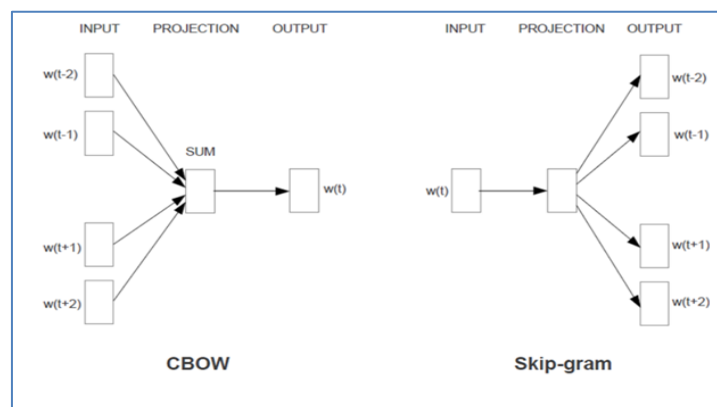 INPUT PROJECTION OUTPUT
w(t-2)
w(t-1)
SUM
w(t)
w(t+1)
w(t+2)
CBOW
INPUT PROJECTION OUTPUT
w(t-2)
w(t-1)
w(t)
w(t+1)
w(t+2)
Skip-gram